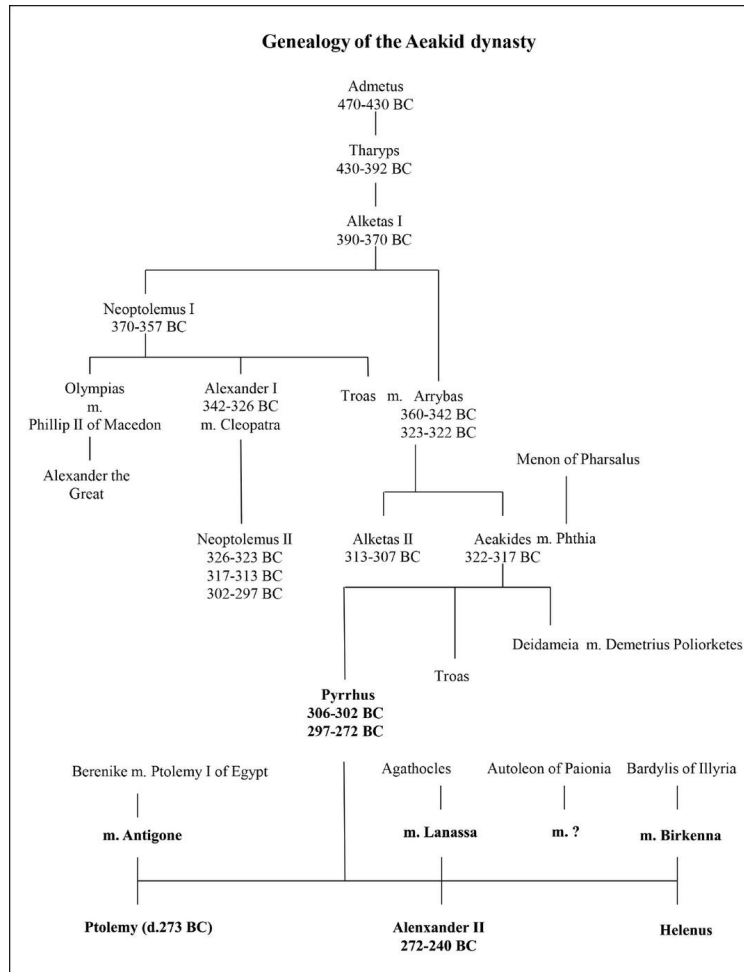 Genealogy of the Aeakid dynasty
Admetus
470-430 BC
Tharyps
430-392 BC
Alketas I
390-370 BC
Neoptolemus I
370-357 BC
Olympias
m.
Phillip II of Macedon
Alexander the
Great
Alexander I
342-326 BC
m. Cleopatra
Troas m. Arrybas
360-342 BC
323-322 BC
Menon of Pharsalus
Neoptolemus II
326-323 BC
317-313 BC
302-297 BC
Alketas II
313-307 BC
Aeakides m. Phthia
322-317 BC
Deidameia m. Demetrius Poliorketes
Troas
Pyrrhus
306-302 BC
297-272 BC
Berenike m. Ptolemy I of Egypt
Agathocles
Autoleon of Paionia
Bardylis of Illyria
m. Antigone
m. Lanassa
m. ?
m. Birkenna
Ptolemy (d.273 BC)
Alenxander II
272-240 BC
Helenus